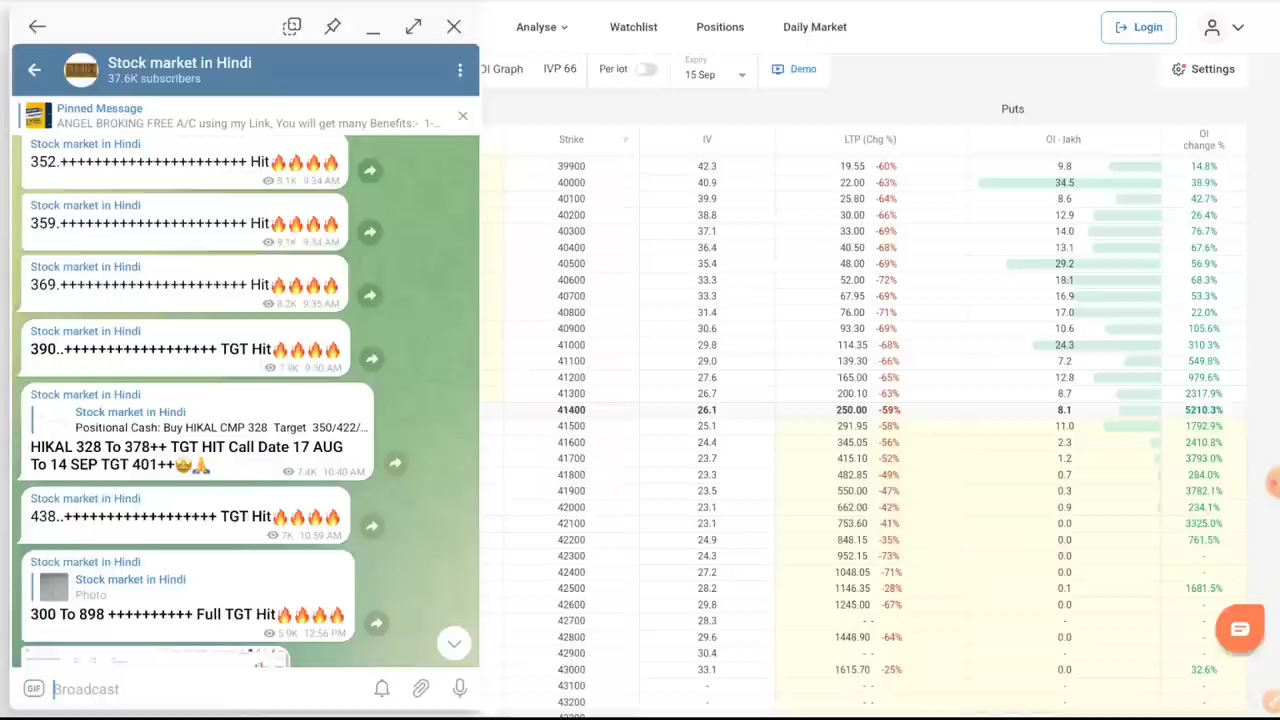 Stock market in Hindi
37.6K subscribers
Pinned Message
ANGEL BROKING FREE A/C using my Link, You will get many Benefits:- 1-...
Stock market in Hindi
352.++++++++++++++++++++++ Hit🔥🔥🔥🔥
8.1K 9:34 AM
Stock market in Hindi
359.++++++++++++++++++++++ Hit🔥🔥🔥🔥
8.1K 9:34 AM
Stock market in Hindi
369.++++++++++++++++++++++ Hit🔥🔥🔥🔥
8.2K 9:35 AM
Stock market in Hindi
390..++++++++++++++++++ TGT Hit🔥🔥🔥🔥
Stock market in Hindi
Stock market in Hindi
Positional Cash: Buy HIKAL CMP 328 Target 350/422/...
HIKAL 328 To 378++ TGT HIT Call Date 17 AUG
To 14 SEP TGT 401++🤩🙏
7.4K 10:40 AM
Stock market in Hindi
438..++++++++++++++++++ TGT Hit🔥🔥🔥🔥
7K 10:59 AM
Stock market in Hindi
Stock market in Hindi
Photo
300 To 898 ++++++++++ Full TGT Hit🔥🔥🔥🔥
5.9K 12:56 PM
GIF
Broadcast
Analyse Watchlist Positions Daily Market Login
OI Graph IVP 66 Per lot Expiry 15 Sep Demo Settings
Puts
Strike IV LTP (Chg %) OI - lakh OI change %
39900 42.3 19.55 -60% 9.8 14.8%
40000 40.9 22.00 -63% 34.5 38.9%
40100 39.9 25.80 -64% 8.6 42.7%
40200 38.8 30.00 -66% 12.9 26.4%
40300 37.1 33.00 -69% 14.0 76.7%
40400 36.4 40.50 -68% 13.1 67.6%
40500 35.4 48.00 -69% 29.2 56.9%
40600 33.3 52.00 -72% 18.1 68.3%
40700 33.3 67.95 -69% 16.9 53.3%
40800 31.4 76.00 -71% 17.0 22.0%
40900 30.6 93.30 -69% 10.6 105.6%
41000 29.8 114.35 -68% 24.3 310.3%
41100 29.0 139.30 -66% 7.2 549.8%
41200 27.6 165.00 -65% 12.8 979.6%
41300 26.7 200.10 -63% 8.7 2317.9%
41400 26.1 250.00 -59% 8.1 5210.3%
41500 25.1 291.95 -58% 11.0 1792.9%
41600 24.4 345.05 -56% 2.3 2410.8%
41700 23.7 415.10 -52% 1.2 3793.0%
41800 23.3 482.85 -49% 0.7 284.0%
41900 23.5 550.00 -47% 0.3 3782.1%
42000 23.1 662.00 -42% 0.9 234.1%
42100 23.1 753.60 -41% 0.0 3325.0%
42200 24.9 848.15 -35% 0.0 761.5%
42300 24.3 952.15 -73% 0.0 -
42400 27.2 1048.05 -71% 0.0 -
42500 28.2 1146.35 -28% 0.1 1681.5%
42600 29.8 1245.00 -67% 0.0 -
42700 28.3 - - - -
42800 29.6 1448.90 -64% 0.0 -
42900 30.4 - - - -
43000 33.1 1615.70 -25% 0.0 32.6%
43100 - - - - -
43200 - - - - -